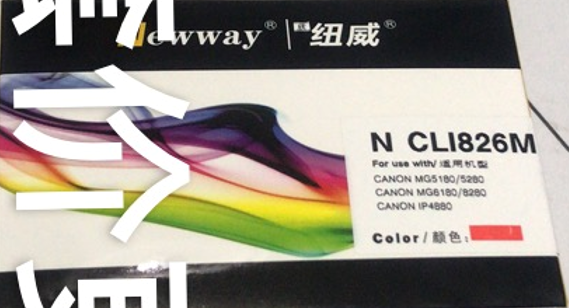 Newway® 纽威®
价
N CLI826M
For use with/适用机型
CANON MG5180/5280
CANON MG6180/8280
CANON IP4880
Color/颜色: